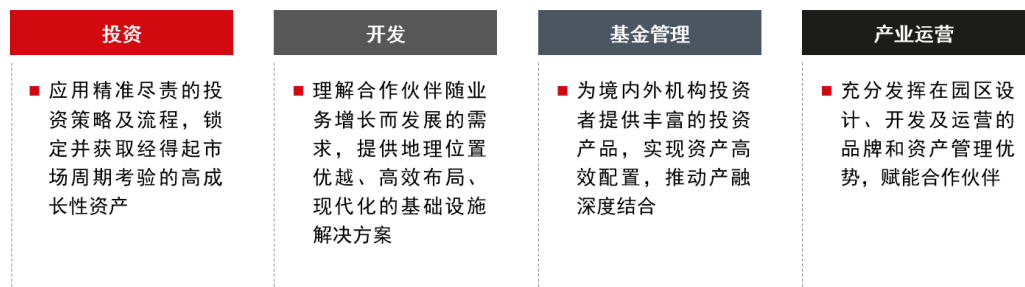 投资
应用精准尽责的投
资策略及流程，锁
定并获取经得起市
场周期考验的高成
长性资产
开发
理解合作伙伴随业
务增长而发展的需
求，提供地理位置
优越、高效布局、
现代化的基础设施
解决方案
基金管理
为境内外机构投资
者提供丰富的投资
产品，实现资产高
效配置，推动产融
深度结合
产业运营
充分发挥在园区设
计、开发及运营的
品牌和资产管理优
势，赋能合作伙伴